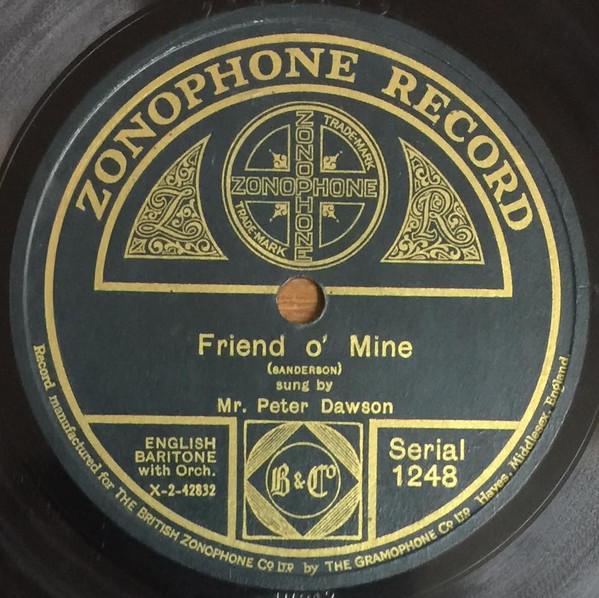 ZONOPHONE RECORD
TRADE-MARK
ZONOPHONE
ZONOPHONE
TRADE-MARK
Z
R
Friend o' Mine
(SANDERSON)
sung by
Mr. Peter Dawson
ENGLISH
BARITONE
with Orch.
X-2-42832
B & Co
Serial
1248
Record manufactured for THE BRITISH ZONOPHONE Co LTD by THE GRAMOPHONE Co LTD Hayes, Middlesex, England